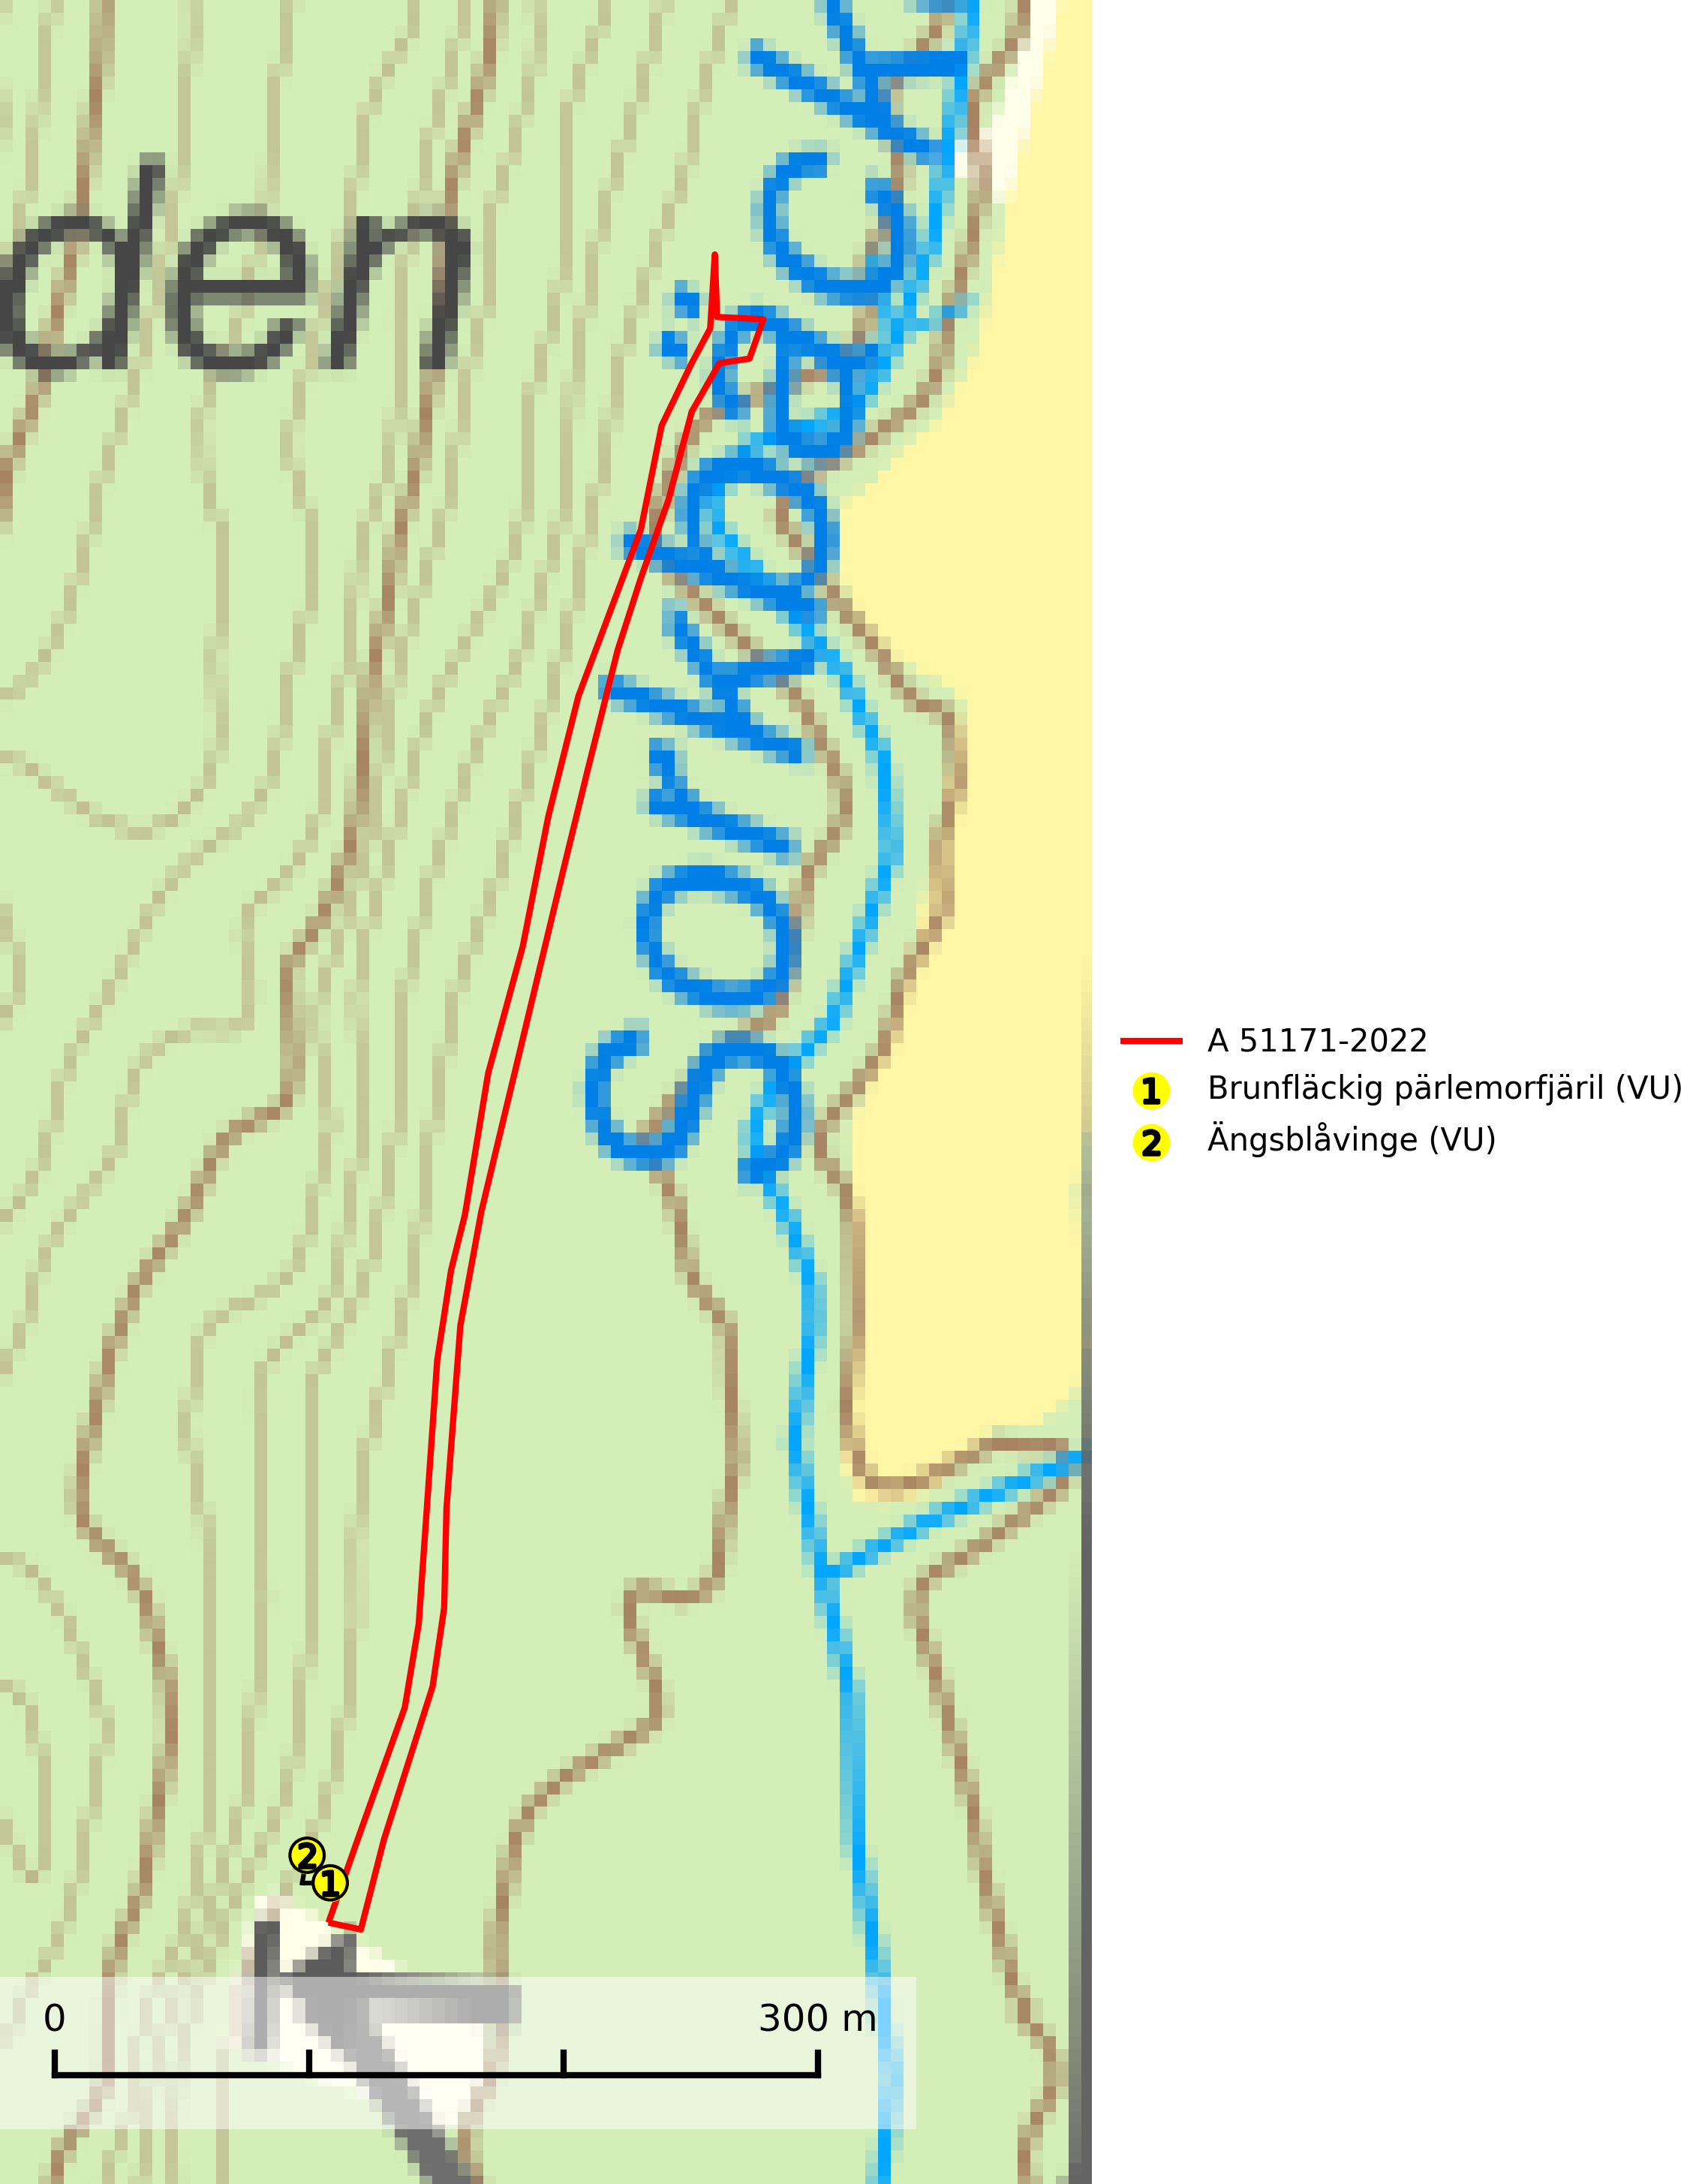 den
Sorkbäck
A 51171-2022
1 Brunfläckig pärlemorfjäril (VU)
2 Ängsblåvinge (VU)
2
1
0 300 m